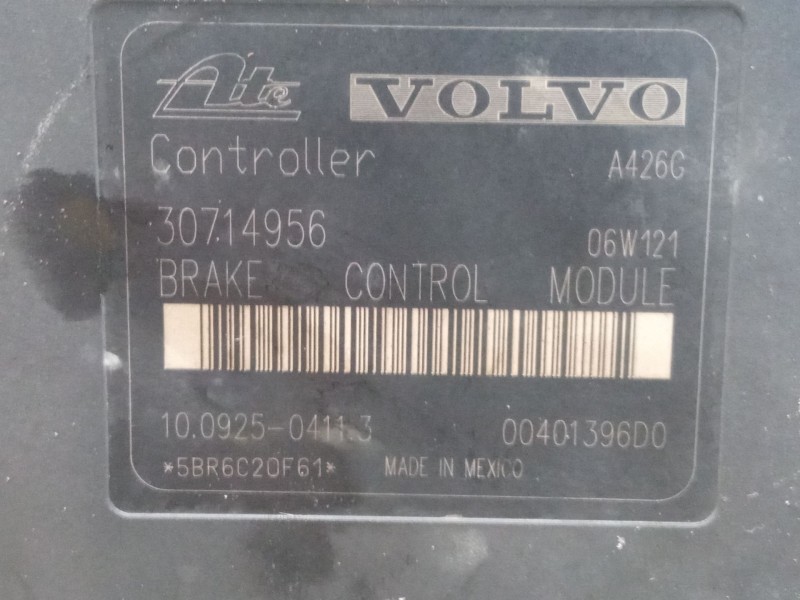 Ate VOLVO
Controller A426G
30714956 06W121
BRAKE CONTROL MODULE
10.0925-0411.3 00401396D0
*5BR6C20F61* MADE IN MEXICO